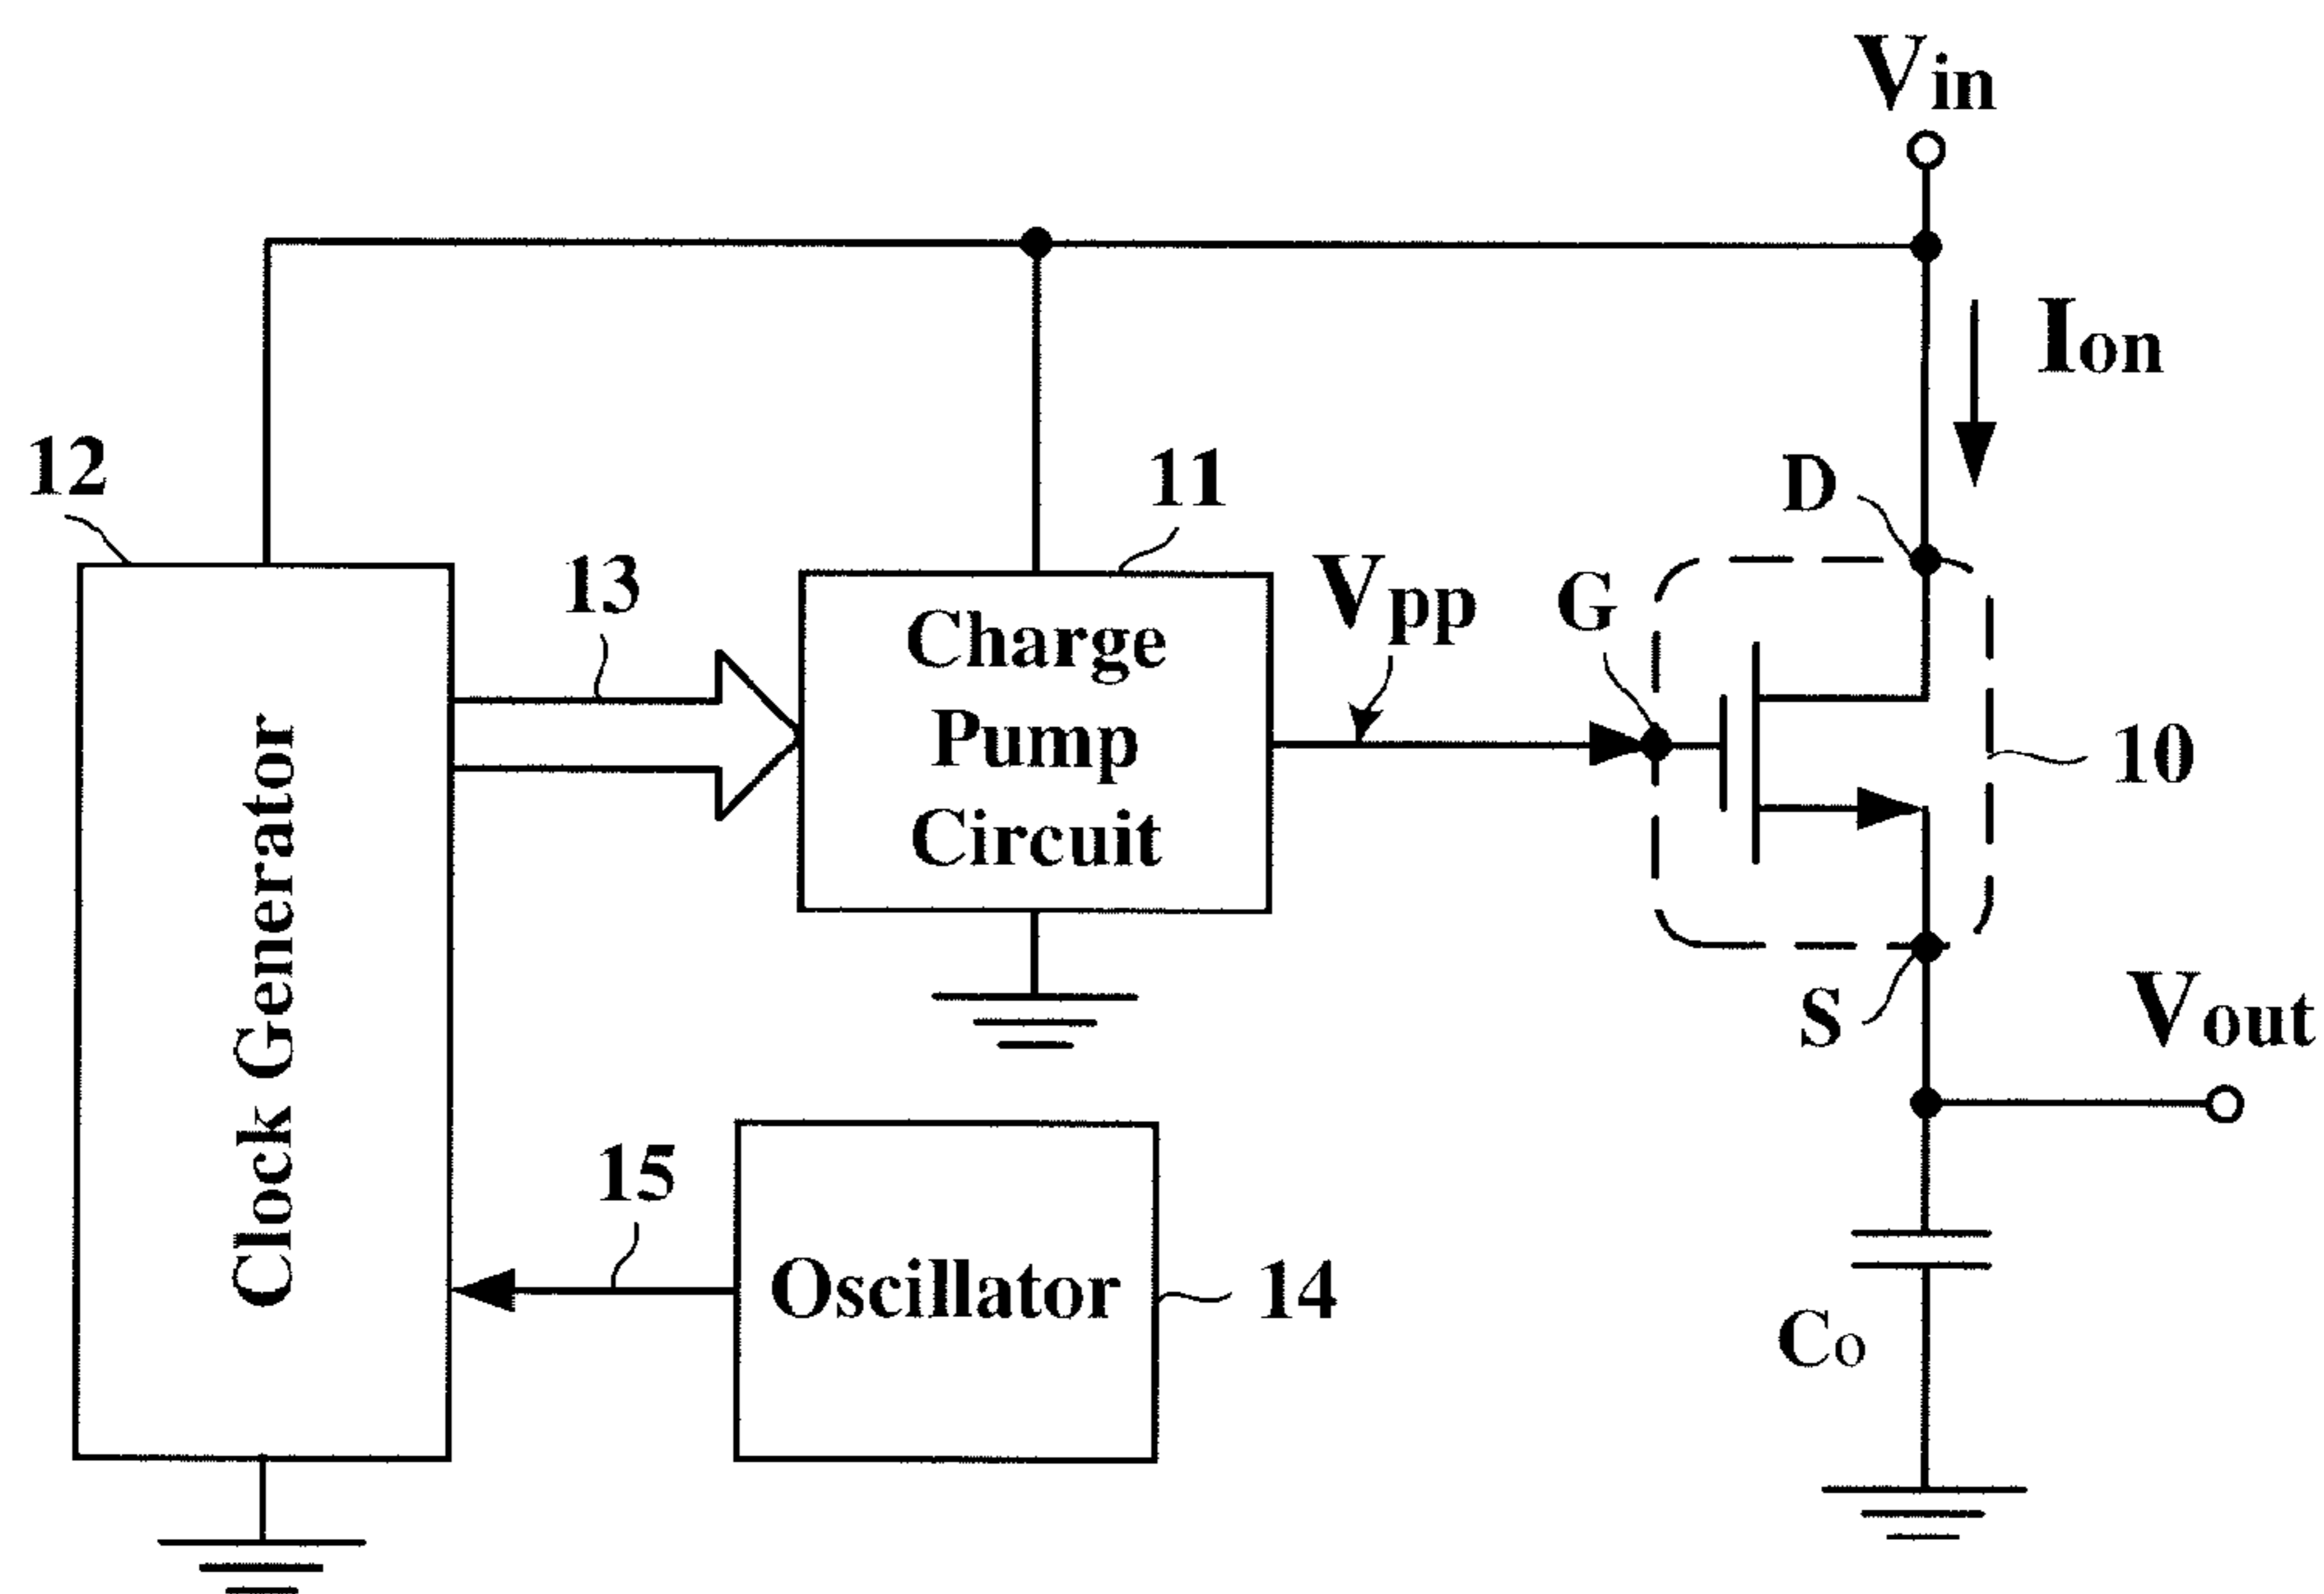 Vin
Ion
12
11
D
13
Vpp
G
Charge
Pump
Circuit
10
Clock Generator
S
Vout
15
Oscillator
14
Co